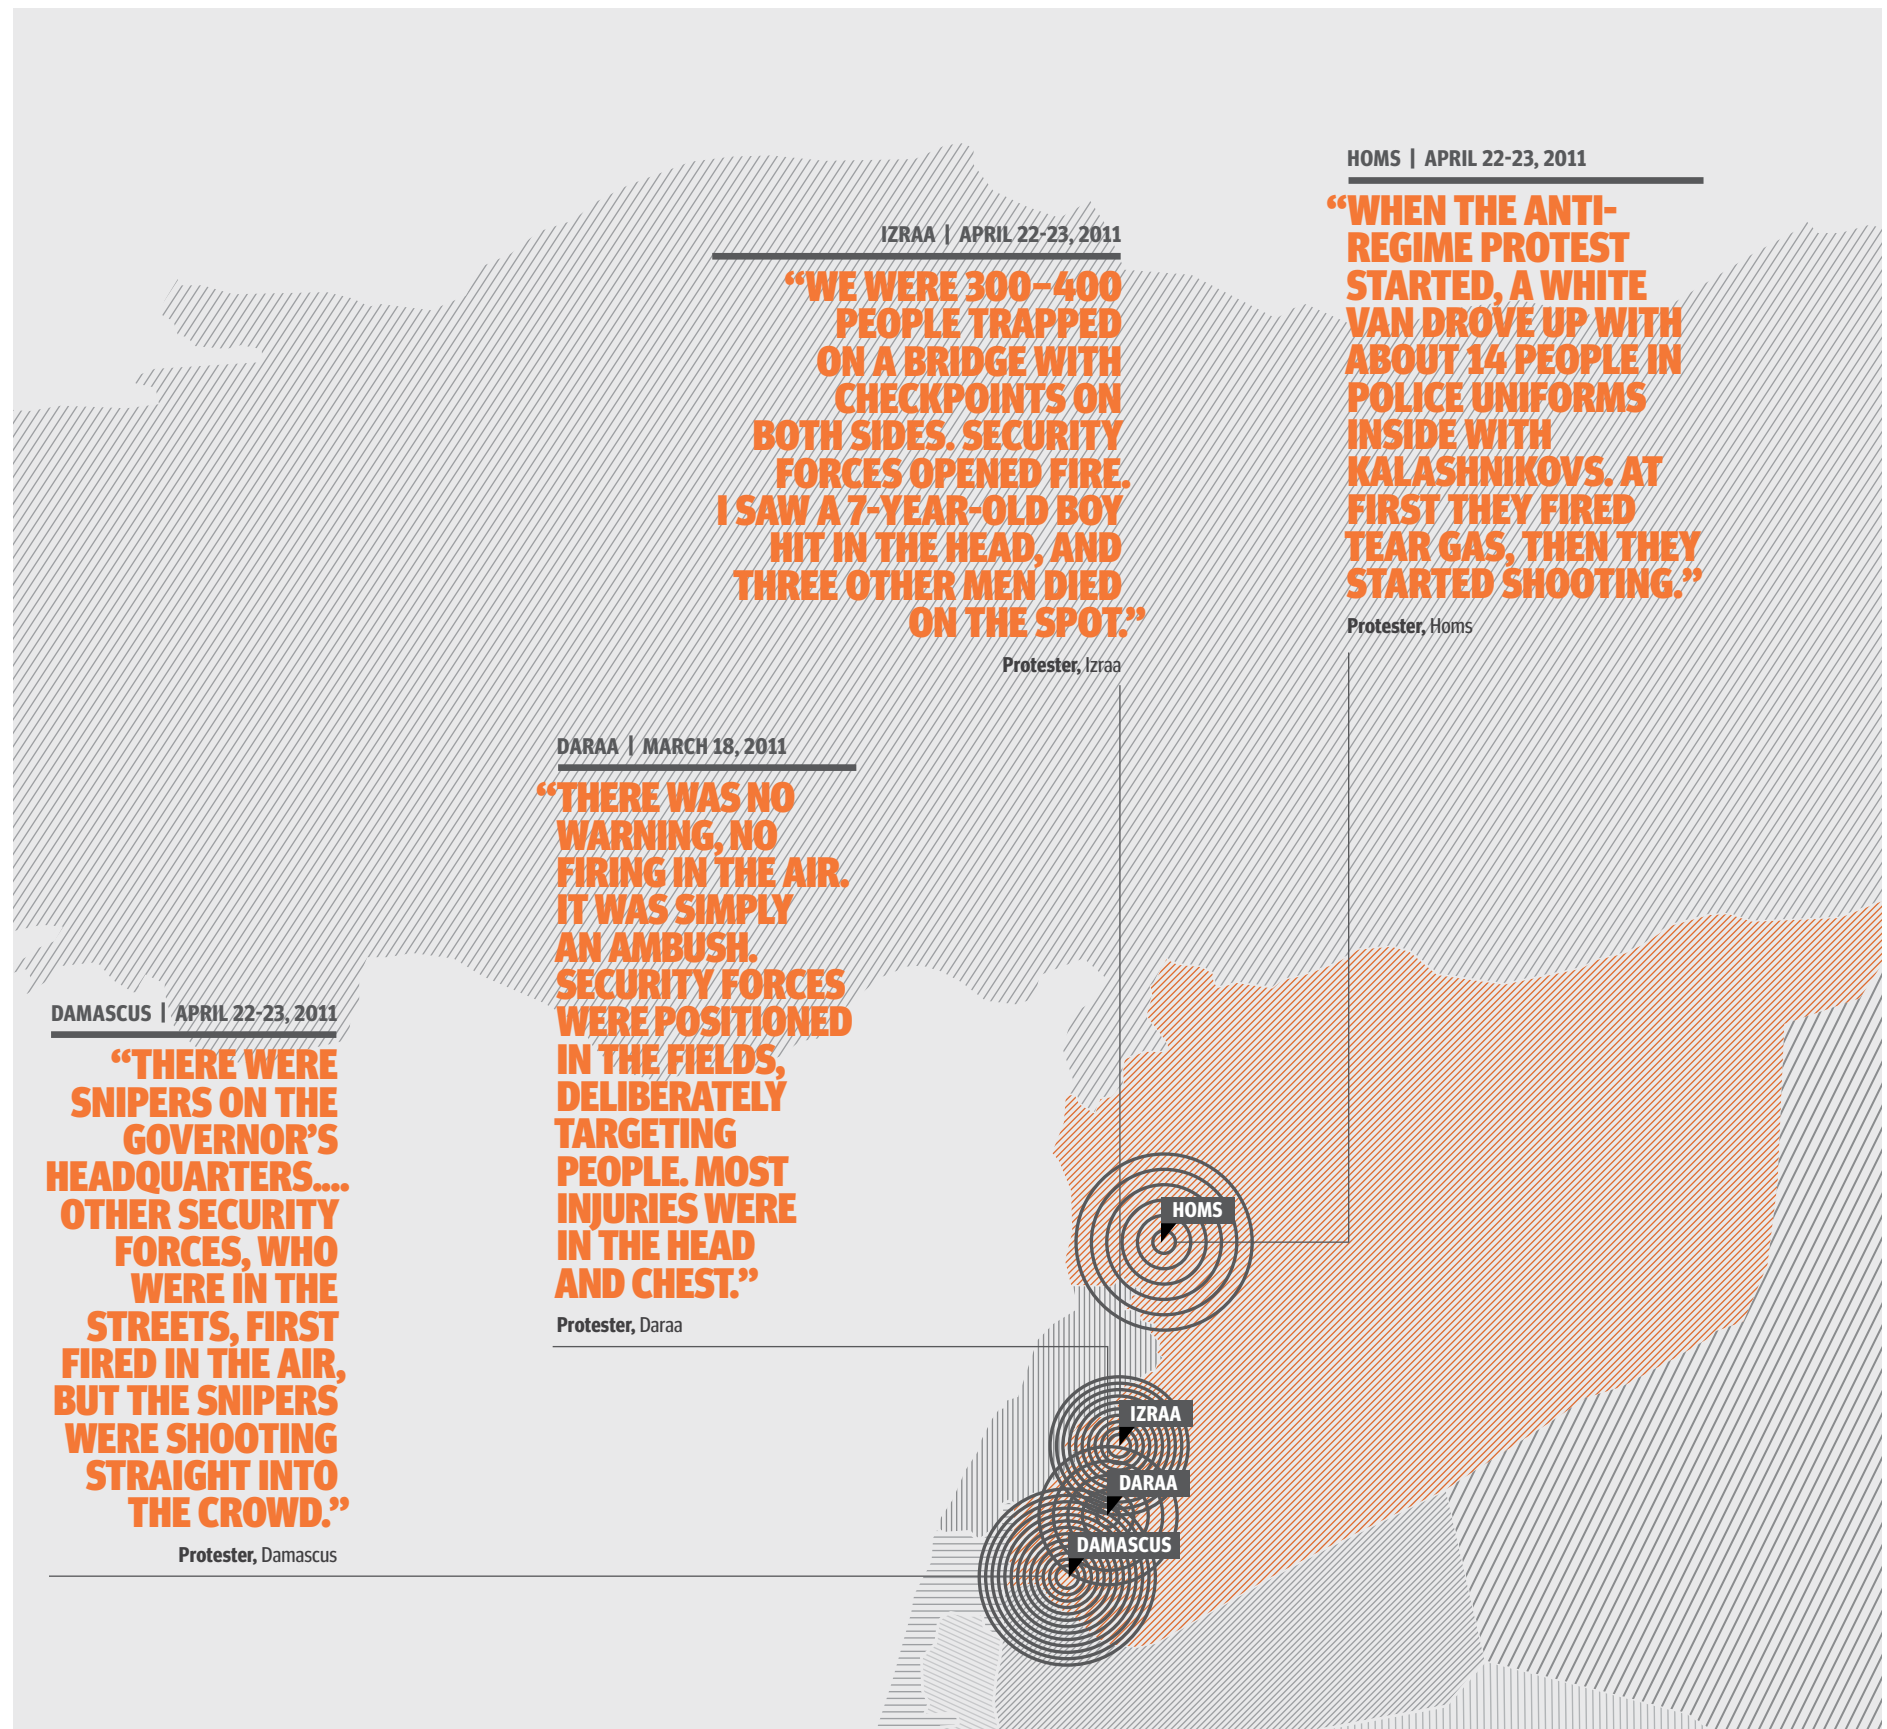 HOMS | APRIL 22-23, 2011
“WHEN THE ANTI-
REGIME PROTEST
STARTED, A WHITE
VAN DROVE UP WITH
ABOUT 14 PEOPLE IN
POLICE UNIFORMS
INSIDE WITH
KALASHNIKOVS. AT
FIRST THEY FIRED
TEAR GAS, THEN THEY
STARTED SHOOTING.”
Protester, Homs
IZRAA | APRIL 22-23, 2011
“WE WERE 300–400
PEOPLE TRAPPED
ON A BRIDGE WITH
CHECKPOINTS ON
BOTH SIDES. SECURITY
FORCES OPENED FIRE.
I SAW A 7-YEAR-OLD BOY
HIT IN THE HEAD, AND
THREE OTHER MEN DIED
ON THE SPOT.”
Protester, Izraa
DARAA | MARCH 18, 2011
“THERE WAS NO
WARNING, NO
FIRING IN THE AIR.
IT WAS SIMPLY
AN AMBUSH.
SECURITY FORCES
WERE POSITIONED
IN THE FIELDS,
DELIBERATELY
TARGETING
PEOPLE. MOST
INJURIES WERE
IN THE HEAD
AND CHEST.”
Protester, Daraa
DAMASCUS | APRIL 22-23, 2011
“THERE WERE
SNIPERS ON THE
GOVERNOR’S
HEADQUARTERS....
OTHER SECURITY
FORCES, WHO
WERE IN THE
STREETS, FIRST
FIRED IN THE AIR,
BUT THE SNIPERS
WERE SHOOTING
STRAIGHT INTO
THE CROWD.”
Protester, Damascus
HOMS
IZRAA
DARAA
DAMASCUS